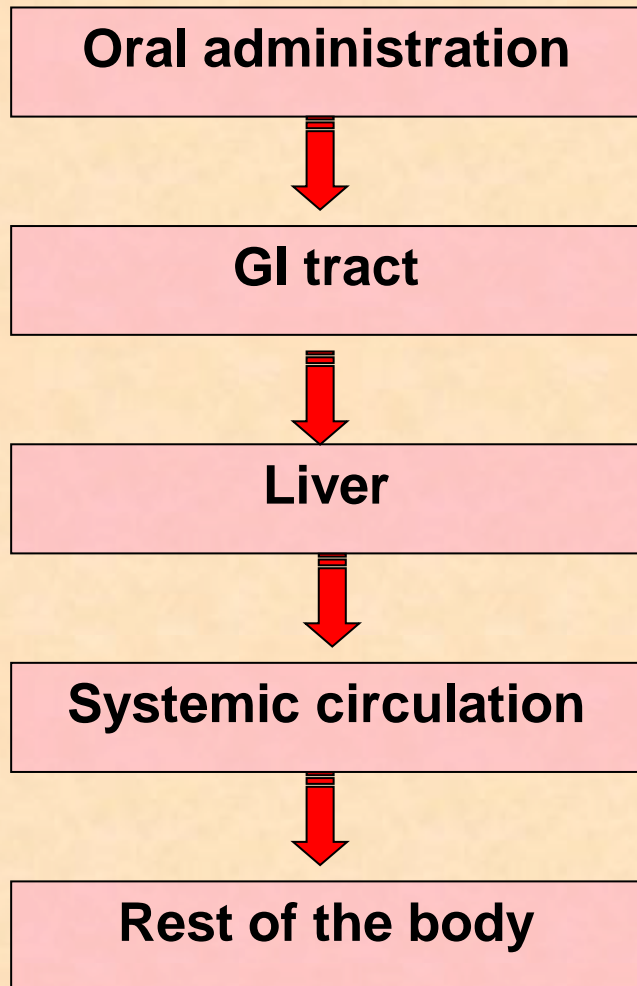 Oral administration
GI tract
Liver
Systemic circulation
Rest of the body